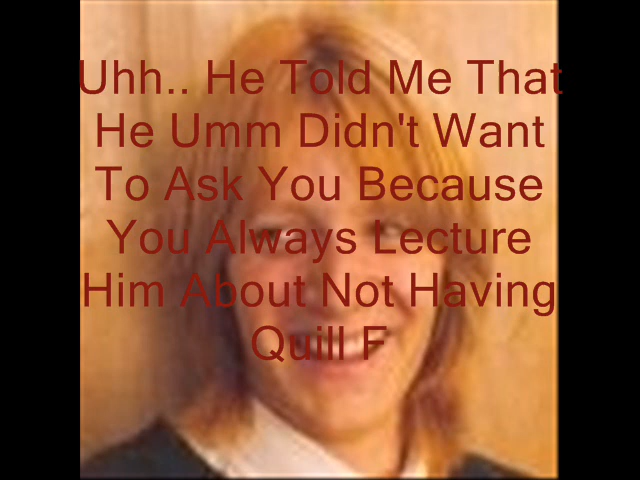 Uhh.. He Told Me That
He Umm Didn't Want
To Ask You Because
You Always Lecture
Him About Not Having
Quill F